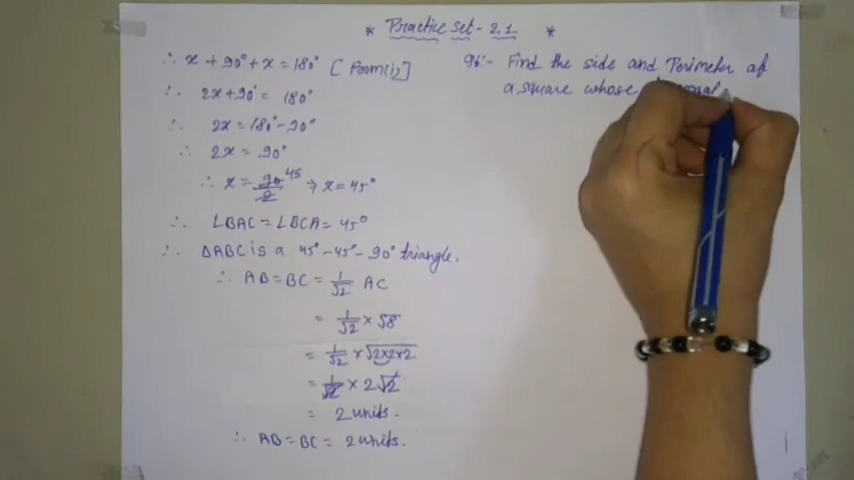 * Practice Set - 2.1 *
∴ x + 90° + x = 180° [From (i)]
∴ 2x + 90° = 180°
∴ 2x = 180° - 90°
∴ 2x = 90°
∴ x = 90/2 45 → x = 45°
∴ ∠BAC = ∠BCA = 45°
∴ △ABC is a 45° - 45° - 90° triangle.
∴ AB = BC = 1/√2 AC
= 1/√2 × √8
= 1/√2 × √2×2×2
= 1/√2 × 2√2
= 2 units.
∴ AB = BC = 2 units.
Find the side and Perimeter of
a square whose